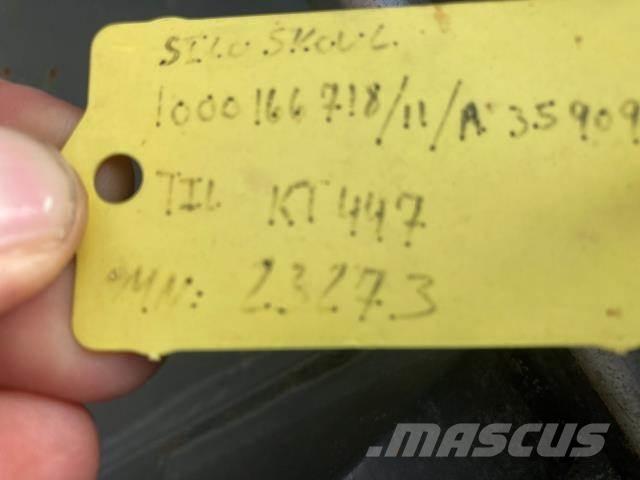 SILO SKOVL
1000166718/11/A 35909
TIL KT447
MN: 23273
.MASCUS